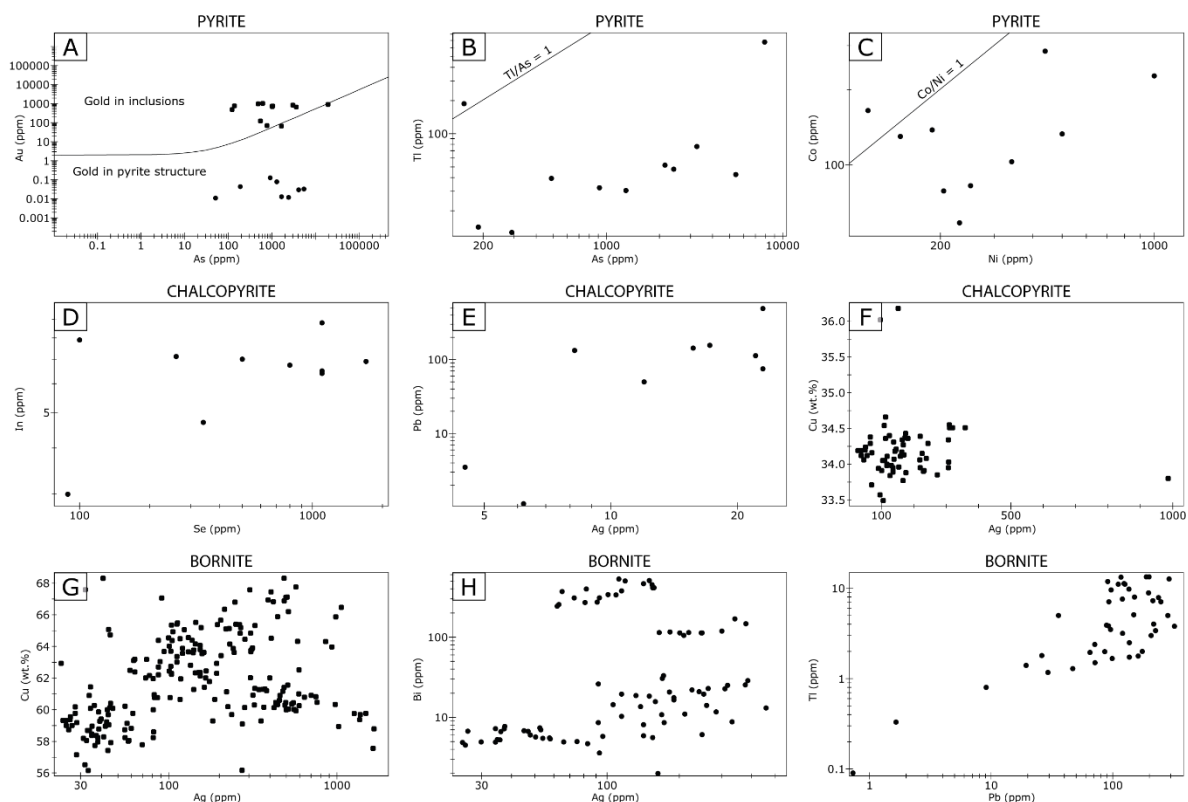 PYRITE
A
Au (ppm)
100000
10000
1000
100
10
1
0.1
0.01
0.001
Gold in inclusions
Gold in pyrite structure
0.1
1
10
100
1000
100000
As (ppm)
PYRITE
B
Tl (ppm)
100
Tl/As = 1
200
1000
10000
As (ppm)
PYRITE
C
Co (ppm)
100
Co/Ni = 1
200
1000
Ni (ppm)
CHALCOPYRITE
D
In (ppm)
5
100
1000
Se (ppm)
CHALCOPYRITE
E
Pb (ppm)
100
10
5
10
20
Ag (ppm)
CHALCOPYRITE
F
Cu (wt.%)
36.0
35.5
35.0
34.5
34.0
33.5
100
500
1000
Ag (ppm)
BORNITE
G
Cu (wt.%)
68
66
64
62
60
58
56
30
100
1000
Ag (ppm)
BORNITE
H
Bi (ppm)
100
10
30
100
Ag (ppm)
BORNITE
Tl (ppm)
10
1
0.1
1
10
100
Pb (ppm)